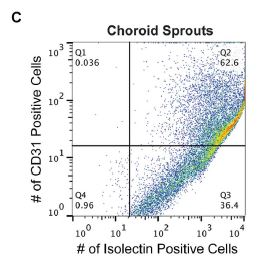 C
Choroid Sprouts
# of CD31 Positive Cells
10³
10²
10¹
10⁰
Q1
0.036
Q2
62.6
Q4
0.96
Q3
36.4
10⁰ 10¹ 10² 10³ 10⁴
# of Isolectin Positive Cells